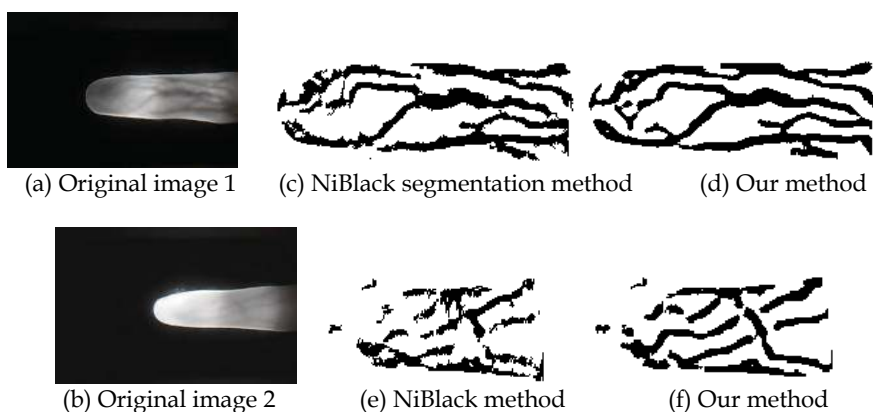 (a) Original image 1 (c) NiBlack segmentation method (d) Our method
(b) Original image 2 (e) NiBlack method (f) Our method